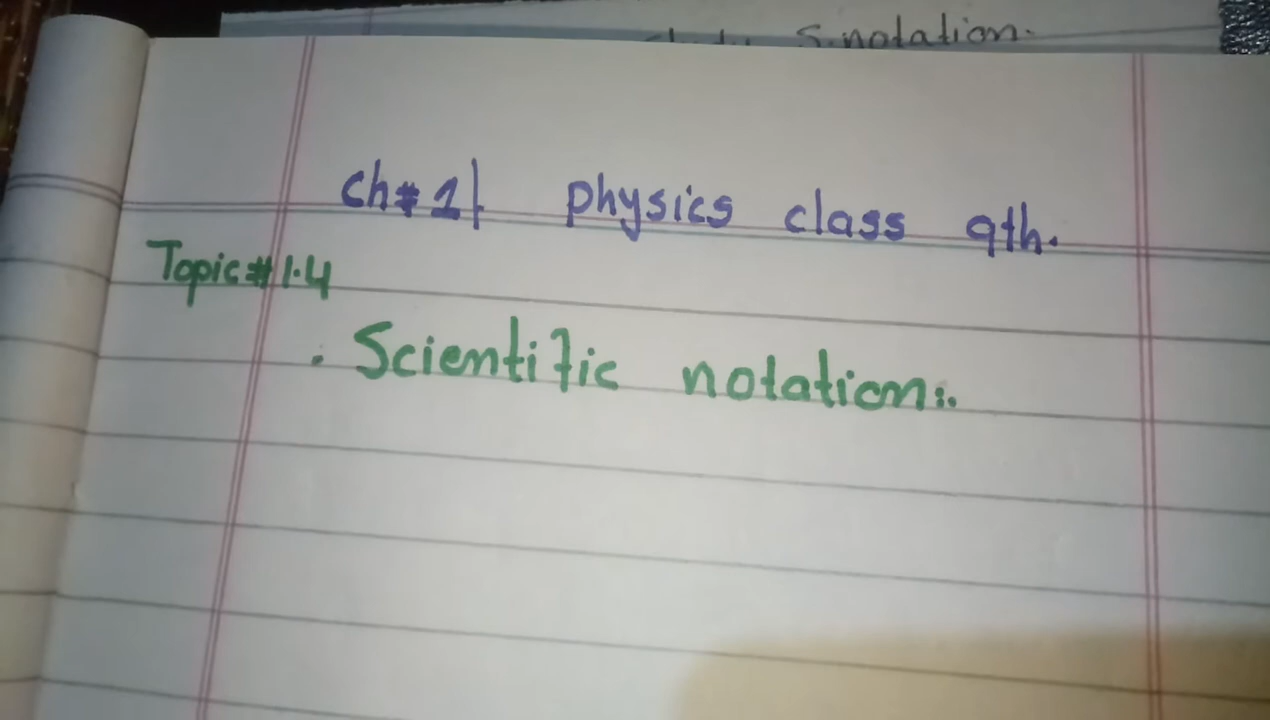 S.notation.
Ch# 1| physics class 9th.
Topic# 1.4
. Scientific notation:.